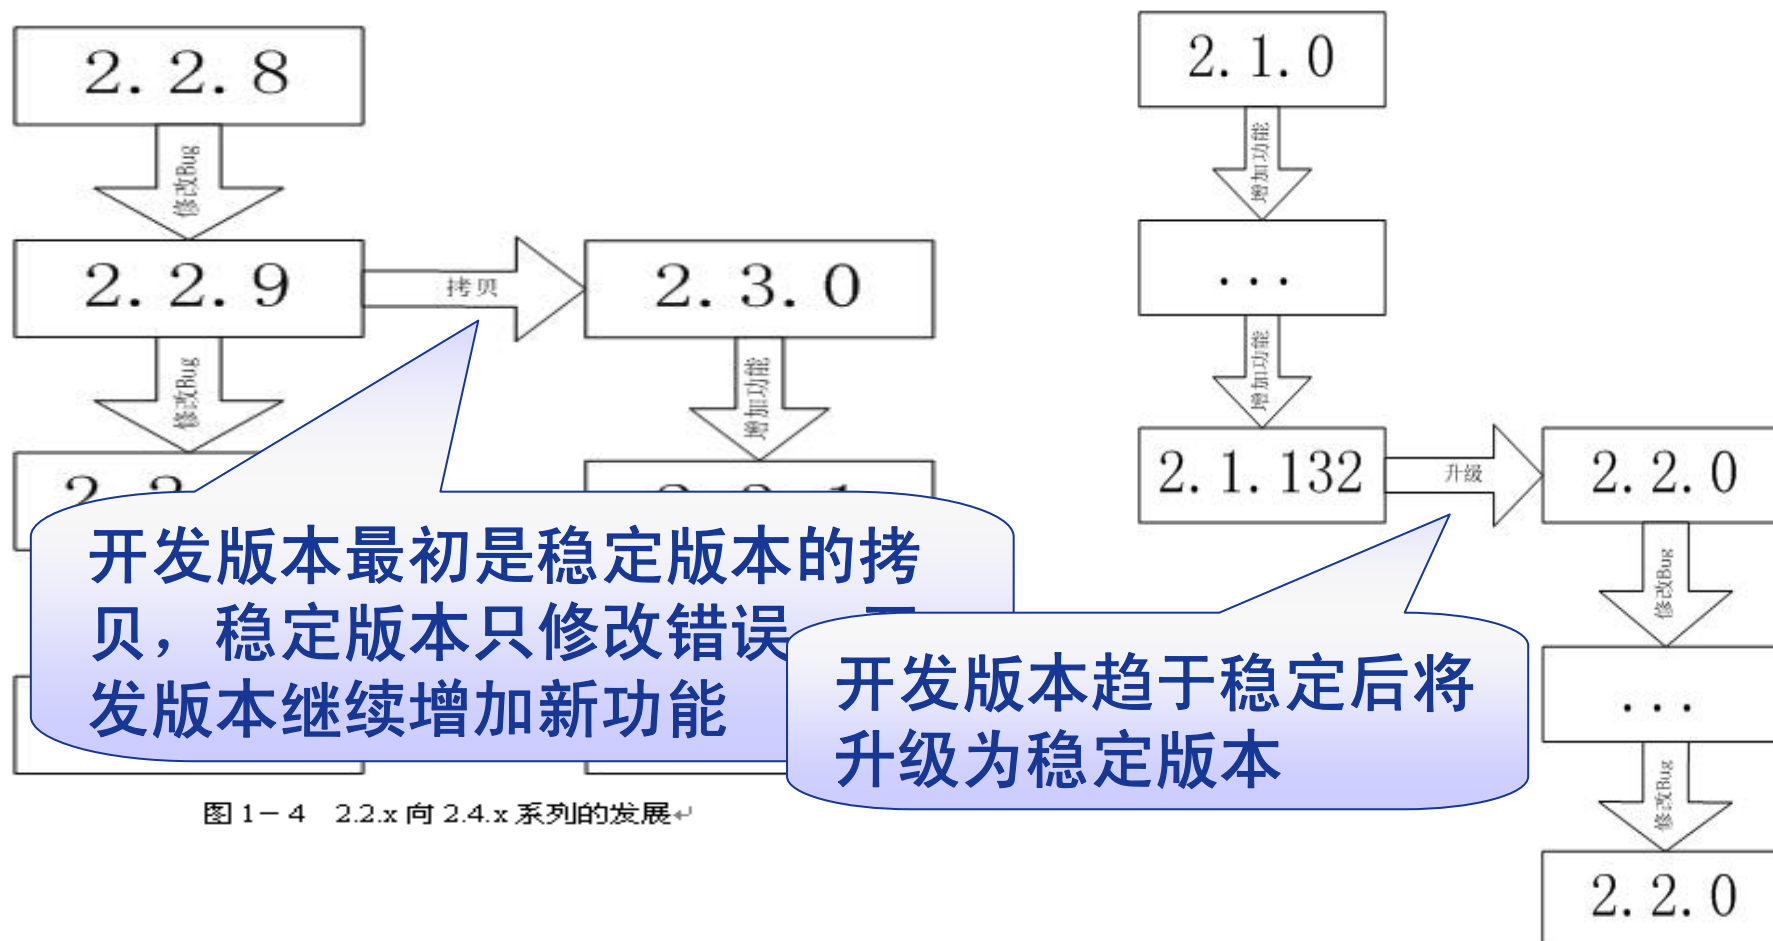 2.2.8
修改Bug
2.2.9
拷贝
2.3.0
修改Bug
增加功能
开发版本最初是稳定版本的拷
贝，稳定版本只修改错误
发版本继续增加新功能
图 1－4 2.2.x 向 2.4.x 系列的发展
2.1.0
增加功能
...
增加功能
2.1.132
升级
2.2.0
修改Bug
...
修改Bug
2.2.0
开发版本趋于稳定后将
升级为稳定版本